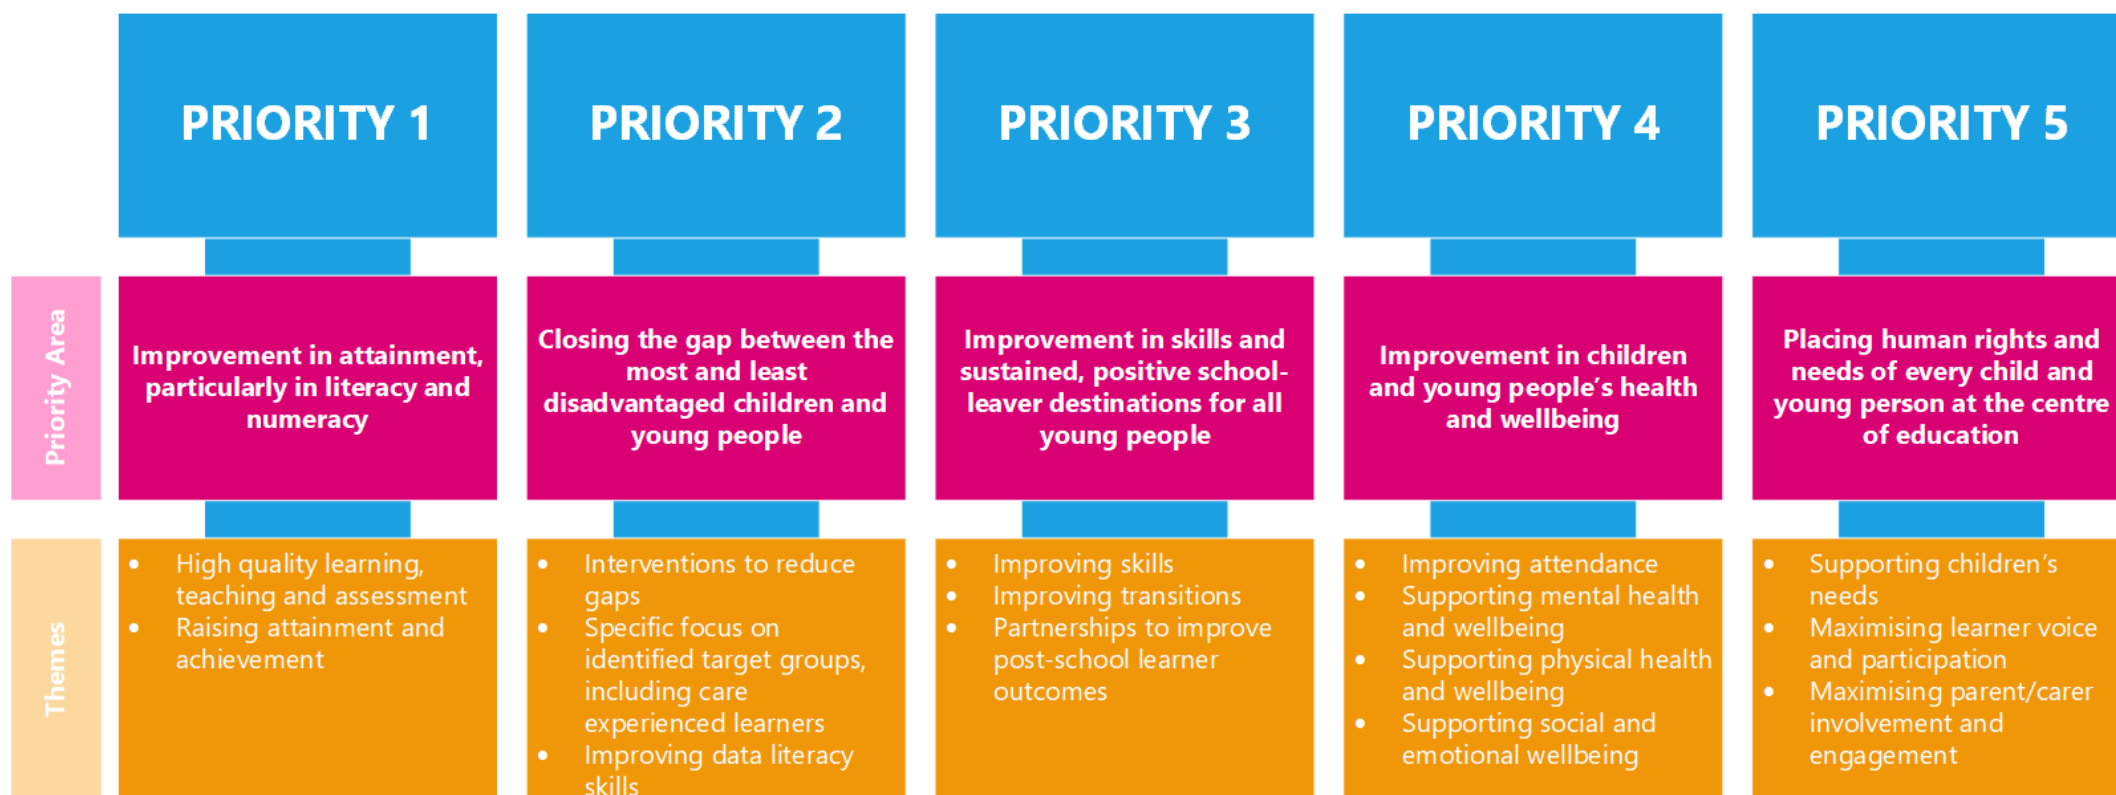 PRIORITY 1
PRIORITY 2
PRIORITY 3
PRIORITY 4
PRIORITY 5
Priority Area
Improvement in attainment,
particularly in literacy and
numeracy
Closing the gap between the
most and least
disadvantaged children and
young people
Improvement in skills and
sustained, positive school-
leaver destinations for all
young people
Improvement in children
and young people’s health
and wellbeing
Placing human rights and
needs of every child and
young person at the centre
of education
Themes
• High quality learning,
teaching and assessment
• Raising attainment and
achievement
• Interventions to reduce
gaps
• Specific focus on
identified target groups,
including care
experienced learners
• Improving data literacy
skills
• Improving skills
• Improving transitions
• Partnerships to improve
post-school learner
outcomes
• Improving attendance
• Supporting mental health
and wellbeing
• Supporting physical health
and wellbeing
• Supporting social and
emotional wellbeing
• Supporting children’s
needs
• Maximising learner voice
and participation
• Maximising parent/carer
involvement and
engagement